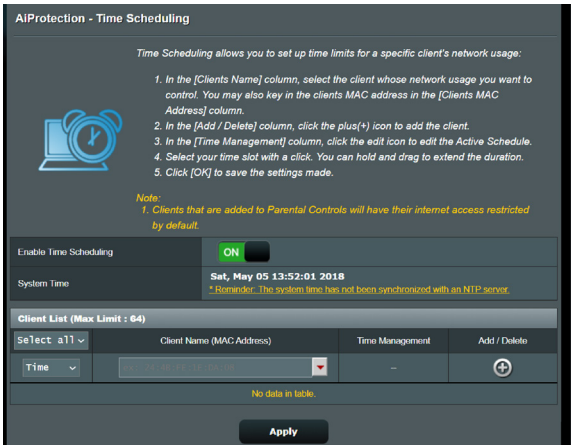 AiProtection - Time Scheduling
Time Scheduling allows you to set up time limits for a specific client's network usage:
1. In the [Clients Name] column, select the client whose network usage you want to
control. You may also key in the clients MAC address in the [Clients MAC
Address] column.
2. In the [Add / Delete] column, click the plus(+) icon to add the client.
3. In the [Time Management] column, click the edit icon to edit the Active Schedule.
4. Select your time slot with a click. You can hold and drag to extend the duration.
5. Click [OK] to save the settings made.
Note:
1. Clients that are added to Parental Controls will have their internet access restricted
by default.
Enable Time Scheduling ON
System Time Sat, May 05 13:52:01 2018
* Reminder: The system time has not been synchronized with an NTP server.
Client List (Max Limit : 64)
Select all Client Name (MAC Address) Time Management Add / Delete
Time --
No data in table.
Apply